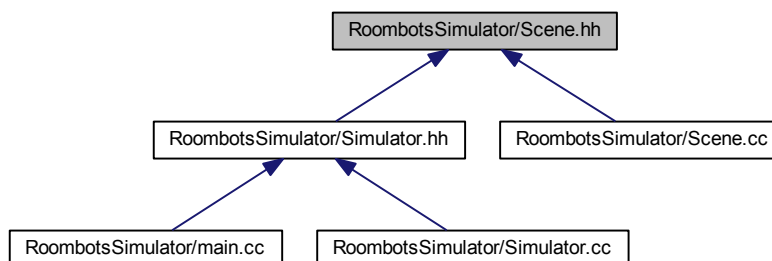 RoombotsSimulator/Scene.hh
RoombotsSimulator/Simulator.hh
RoombotsSimulator/Scene.cc
RoombotsSimulator/main.cc
RoombotsSimulator/Simulator.cc